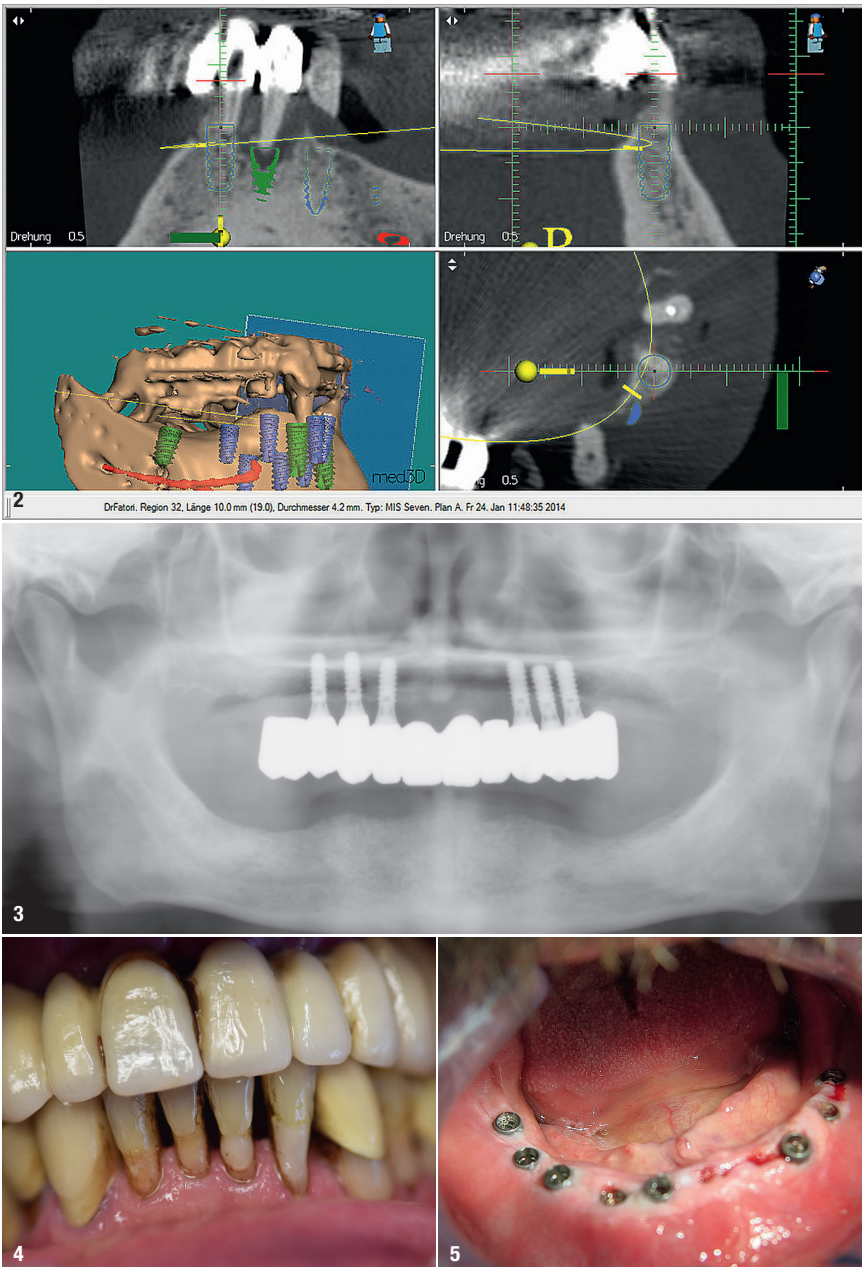 Drehung 0.5
Drehung 0.5
R
med3D
g 0.5
2
DrFatori. Region 32, Länge 10.0 mm (19.0), Durchmesser 4.2 mm. Typ: MIS Seven. Plan A. Fr 24. Jan 11:48:35 2014
3
4
5